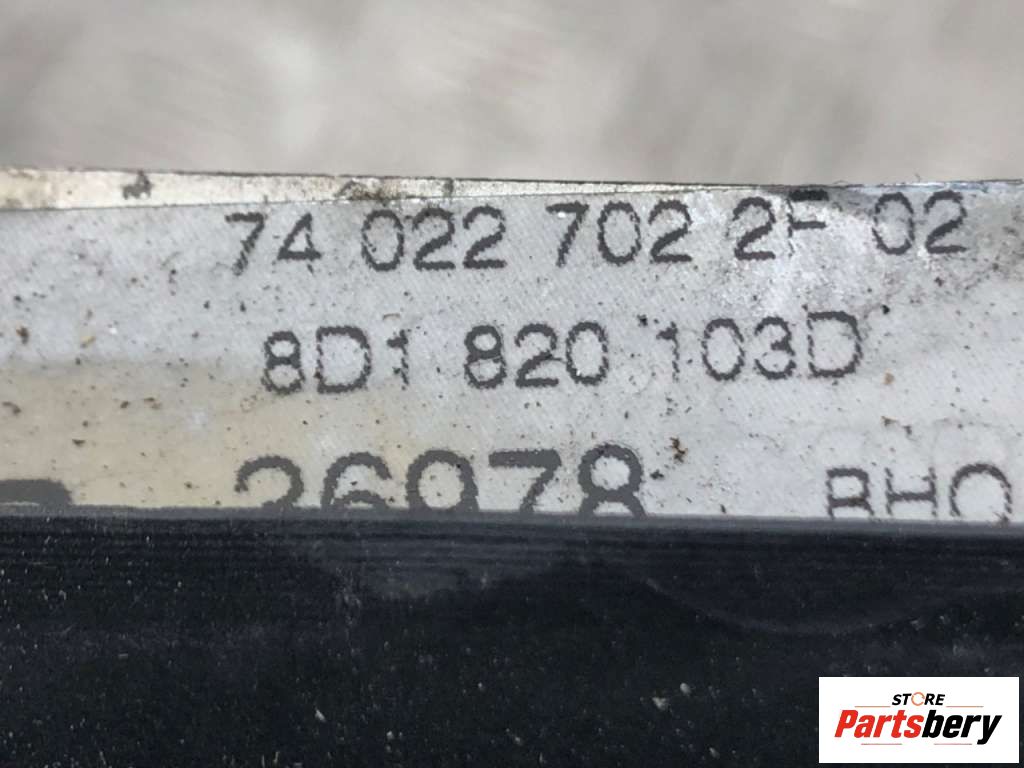 74 022 702 2F 02
8D1 820 103D
26978 BHO
STORE
Partsbery